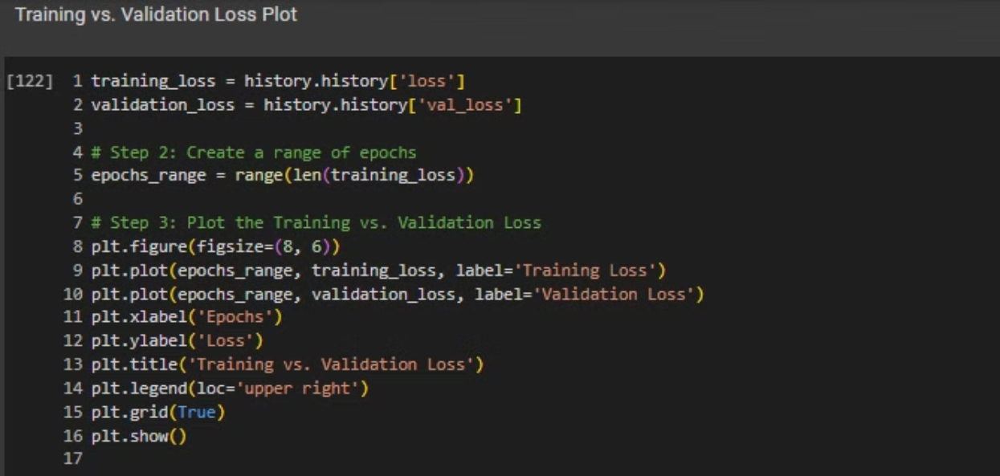 Training vs. Validation Loss Plot
[122] 1 training_loss = history.history['loss']
2 validation_loss = history.history['val_loss']
3
4 # Step 2: Create a range of epochs
5 epochs_range = range(len(training_loss))
6
7 # Step 3: Plot the Training vs. Validation Loss
8 plt.figure(figsize=(8, 6))
9 plt.plot(epochs_range, training_loss, label='Training Loss')
10 plt.plot(epochs_range, validation_loss, label='Validation Loss')
11 plt.xlabel('Epochs')
12 plt.ylabel('Loss')
13 plt.title('Training vs. Validation Loss')
14 plt.legend(loc='upper right')
15 plt.grid(True)
16 plt.show()
17